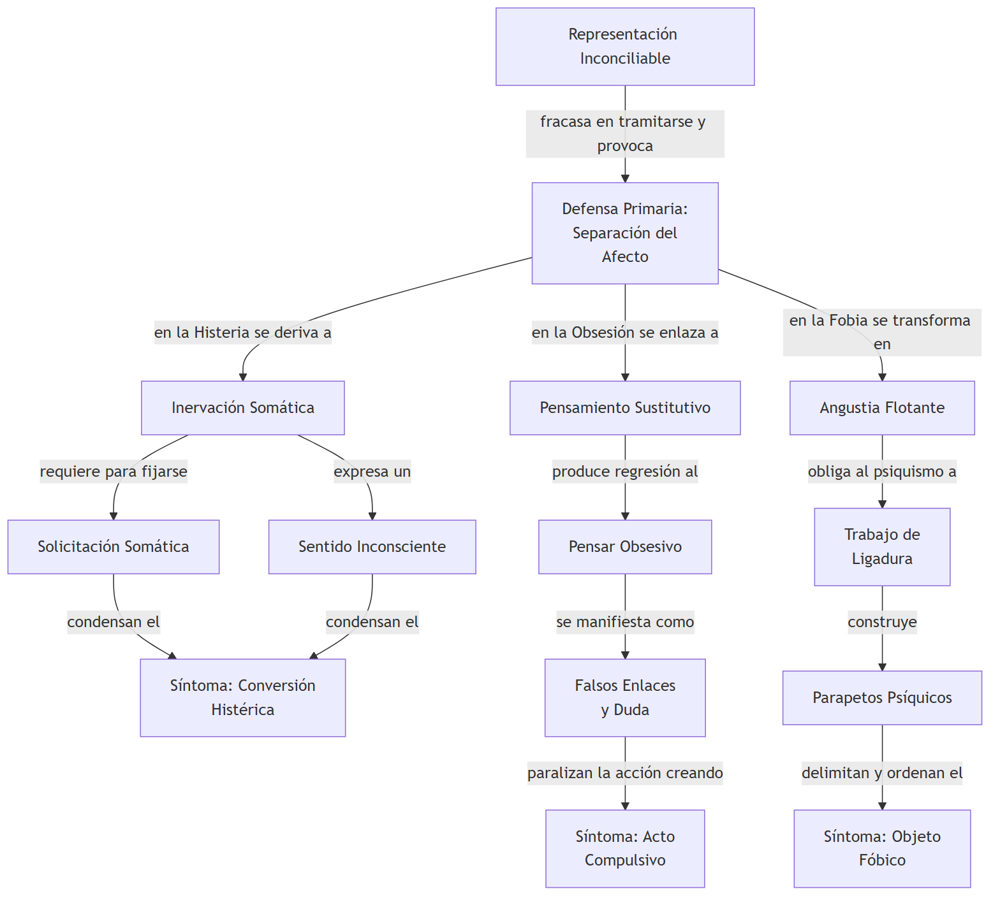 Representación
Inconciliable
fracasa en tramitarse y
provoca
Defensa Primaria:
Separación del
Afecto
en la Histeria se deriva a
en la Obsesión se enlaza a
en la Fobia se transforma
en
Inervación Somática
Pensamiento Sustitutivo
Angustia Flotante
requiere para fijarse
expresa un
produce regresión al
obliga al psiquismo a
Solicitación Somática
Sentido Inconsciente
Pensar Obsesivo
Trabajo de
Ligadura
condensan el
condensan el
se manifiesta como
construye
Síntoma: Conversión
Histérica
Falsos Enlaces
y Duda
Parapetos Psíquicos
paralizan la acción creando
delimitan y ordenan el
Síntoma: Acto
Compulsivo
Síntoma: Objeto
Fóbico